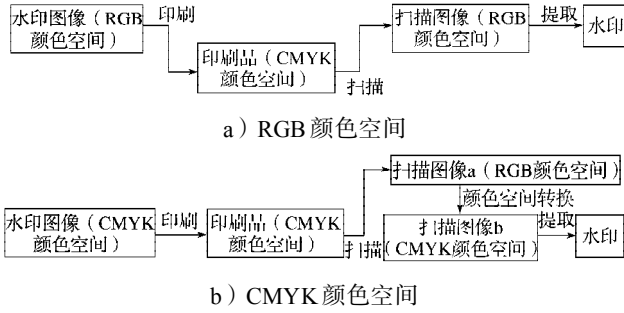 水印图像（RGB
颜色空间）
印刷
印刷品（CMYK
颜色空间）
扫描
扫描图像（RGB
颜色空间）
提取
水印
a）RGB 颜色空间
扫描图像a（RGB颜色空间）
颜色空间转换
水印图像（CMYK
颜色空间）
印刷
印刷品（CMYK
颜色空间）
扫描
扫描图像b
（CMYK颜色空间）
提取
水印
b）CMYK 颜色空间